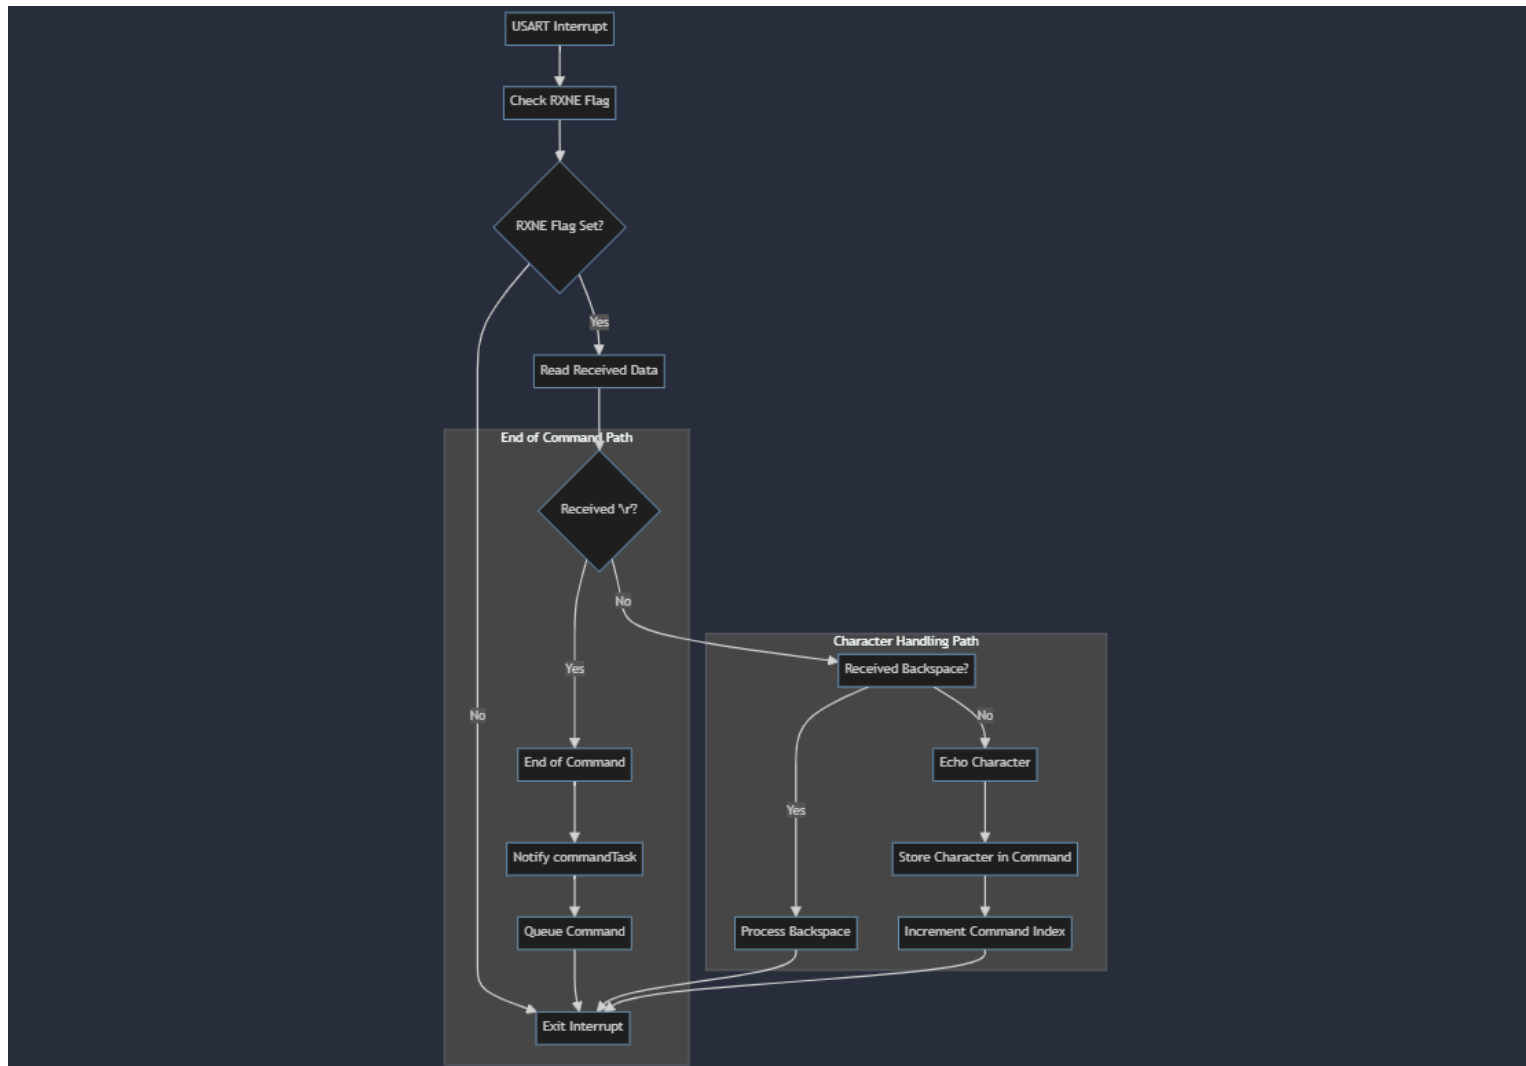 USART Interrupt
Check RXNE Flag
RXNE Flag Set?
Yes
Read Received Data
End of Command Path
Received '\r'?
No
Yes
No
End of Command
Notify commandTask
Queue Command
Exit Interrupt
Character Handling Path
Received Backspace?
No
Echo Character
Yes
Store Character in Command
Process Backspace
Increment Command Index